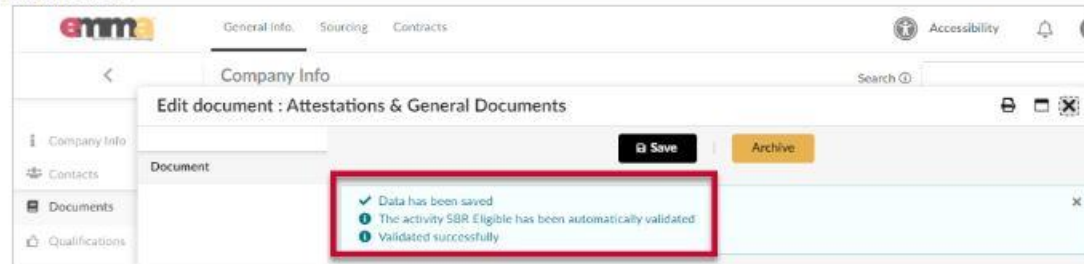 emma
General Info. Sourcing Contracts Accessibility
Company Info Search
Edit document : Attestations & General Documents
Company Info
Save Archive
Contacts
Document
Documents
Data has been saved
The activity SBR Eligible has been automatically validated
Validated successfully
Qualifications